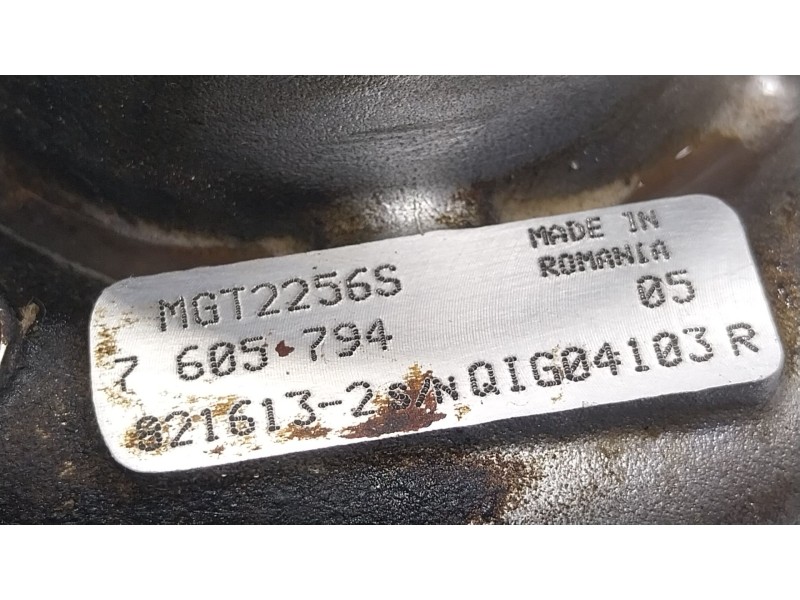 MGT2256S MADE IN
ROMANIA
7 605 794 05
821613-2 S/N QIG04103 R